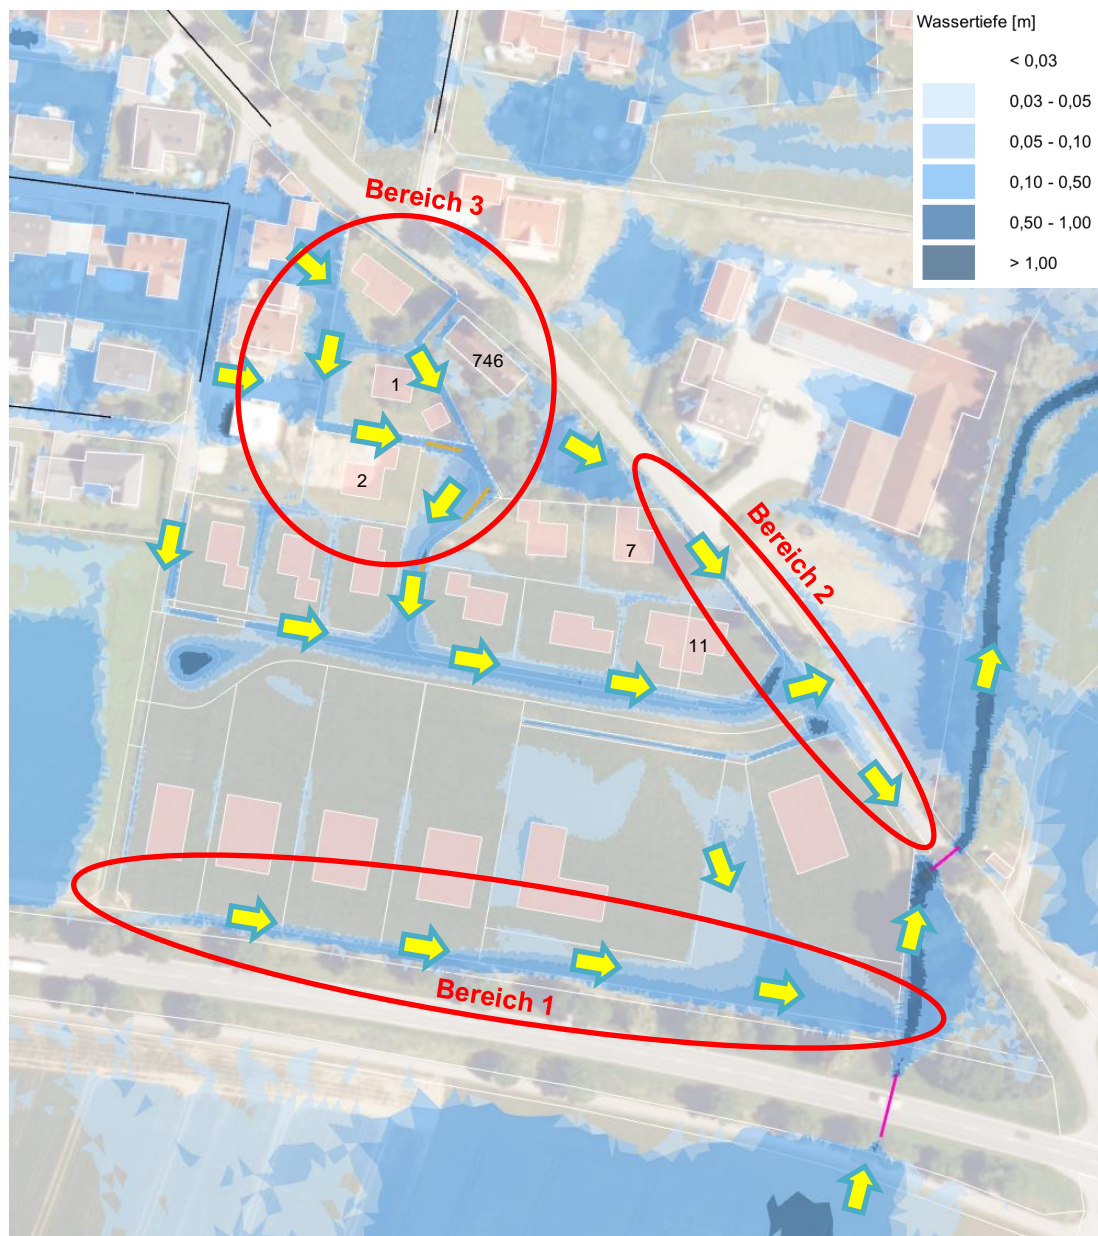 Wassertiefe [m]
< 0,03
0,03 - 0,05
0,05 - 0,10
0,10 - 0,50
0,50 - 1,00
> 1,00
Bereich 3
746
1
2
Bereich 2
7
11
Bereich 1